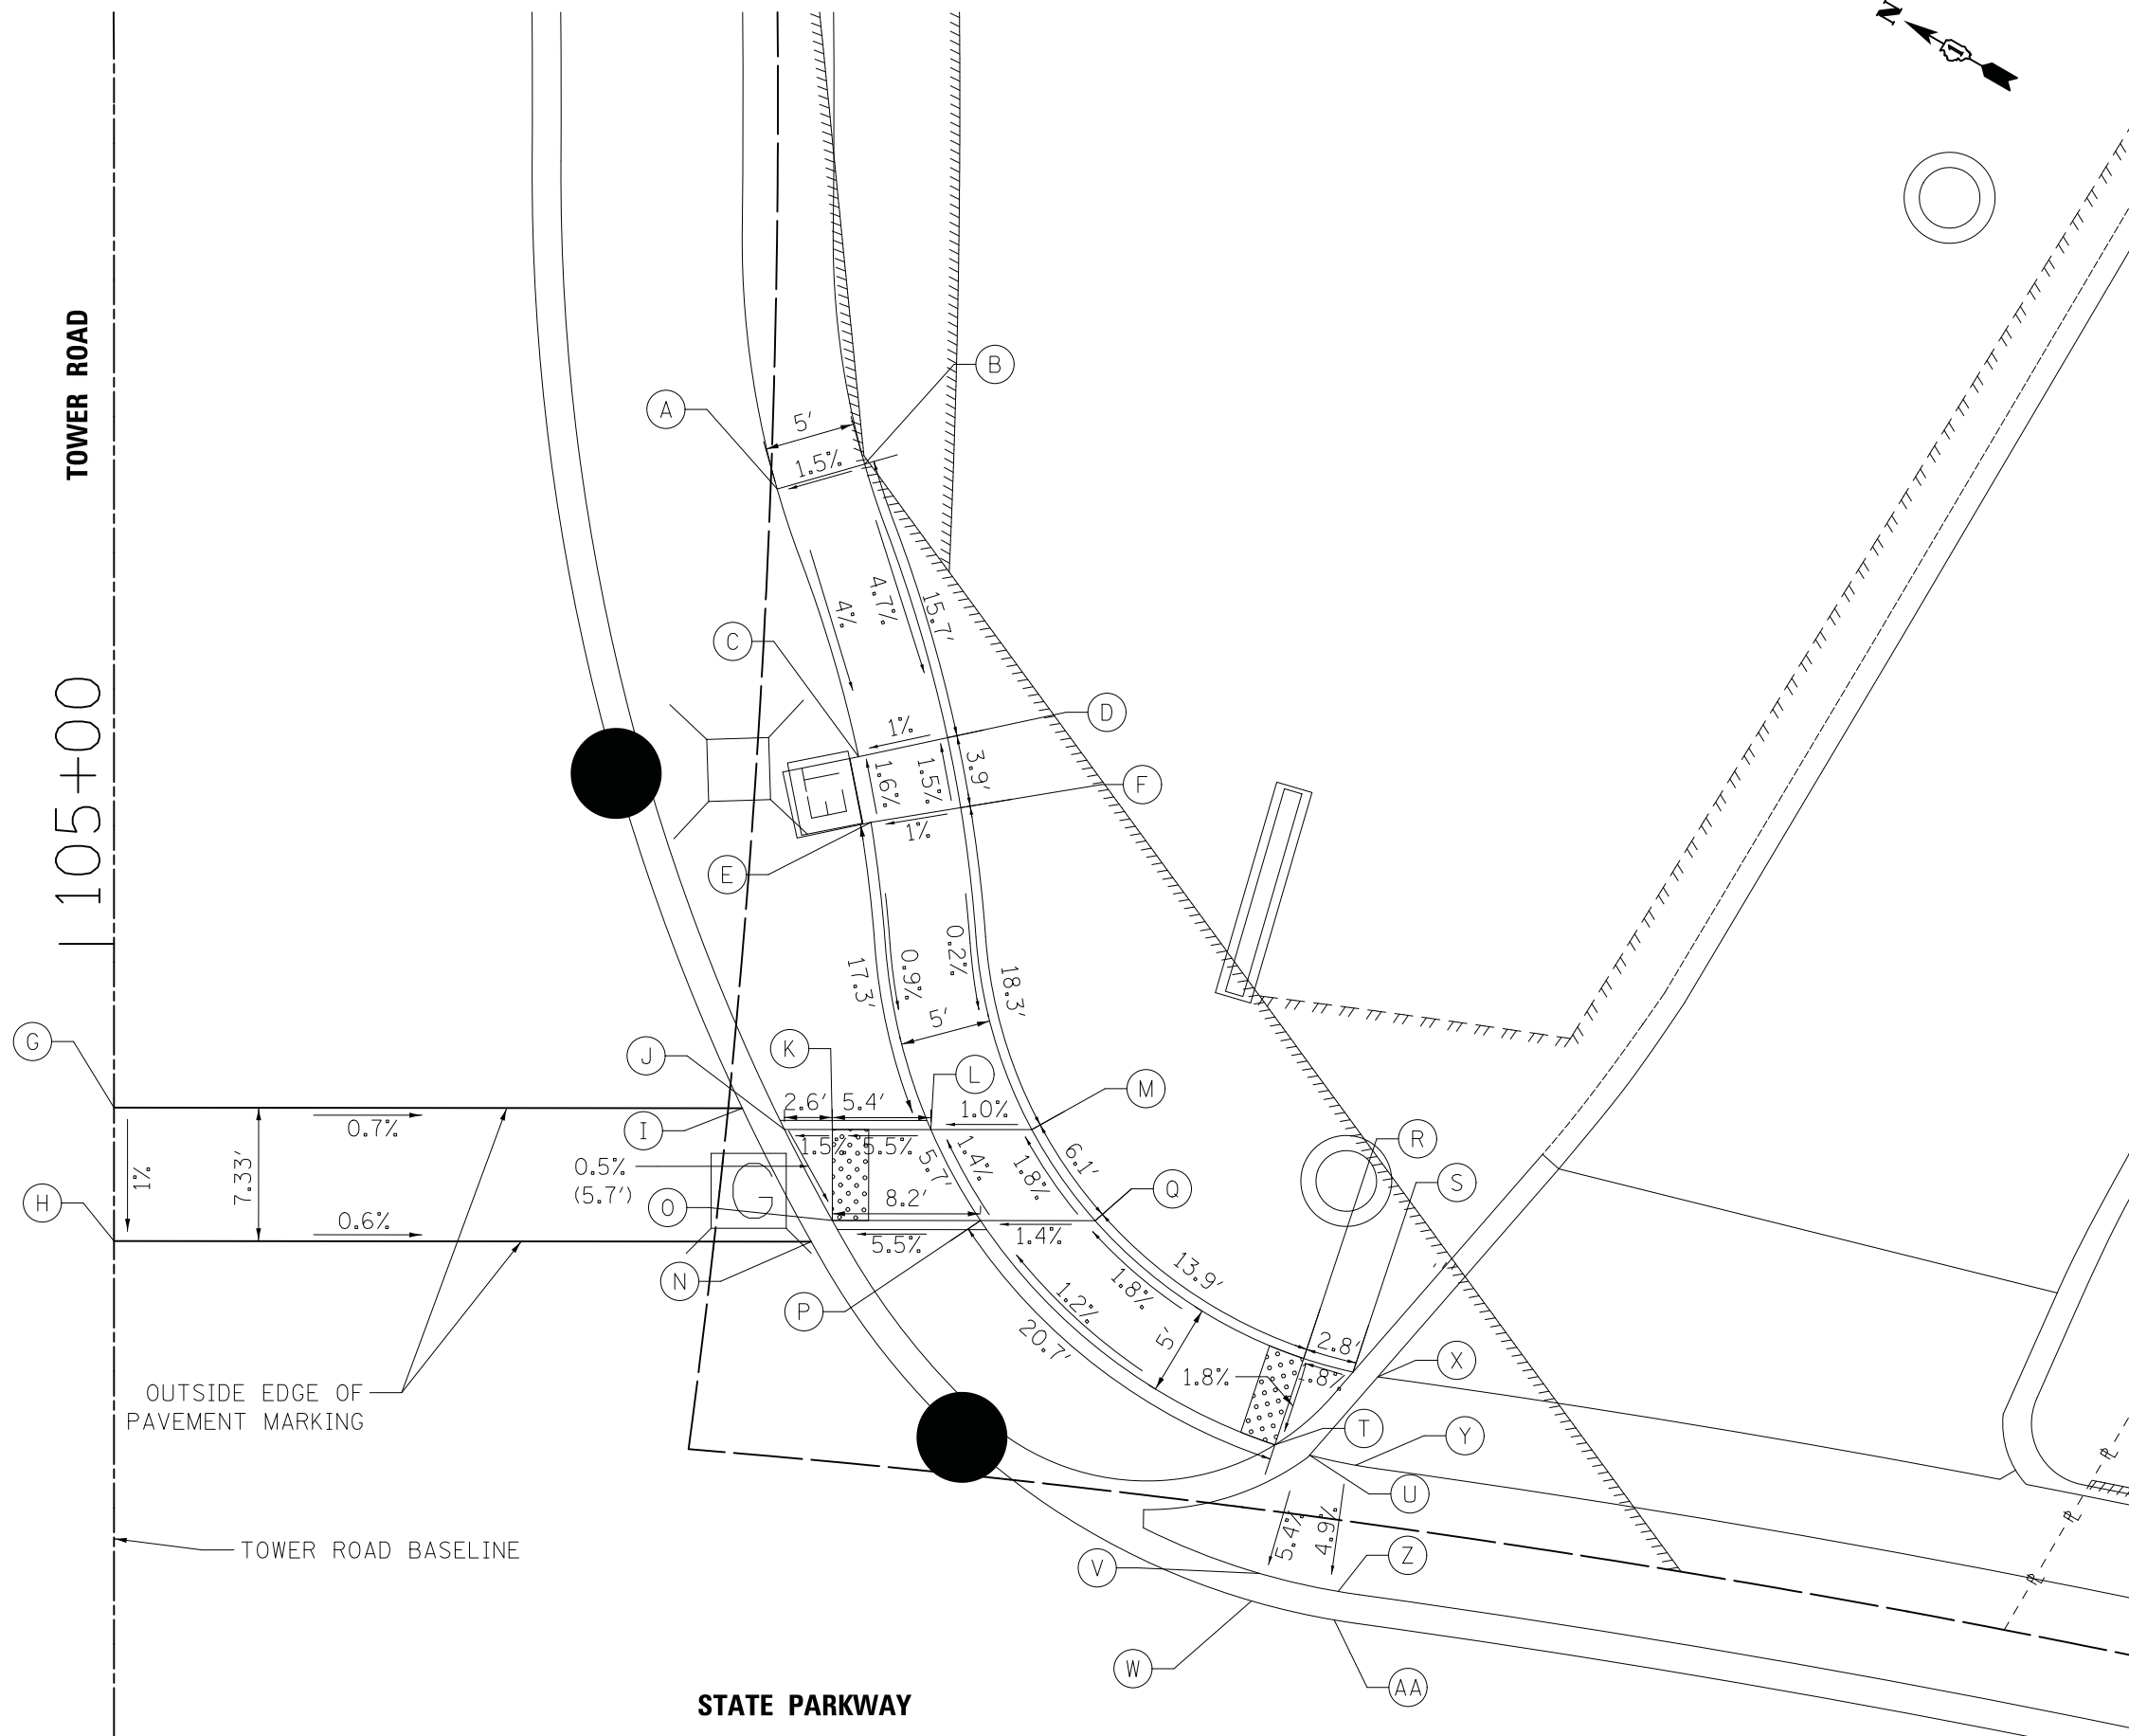 N
1
TOWER ROAD
105+00
A
B
5′
1.5%
4%
4.7%
15.7′
C
D
1%
3.9′
E
1.6%
1.5%
F
1%
E
17.3′
0.9%
0.2%
18.3′
5′
G
J
K
L
M
2.6′
5.4′
1.0%
I
0.7%
1.5%
5.5%
5.7′
1.4%
1.8%
6.1′
R
1%
7.33′
0.5%
(5.7′)
G
8.2′
Q
S
H
O
0.6%
5.5%
1.4%
N
P
1.2%
1.8%
13.9′
20.7′
5′
1.8%
2.8′
X
OUTSIDE EDGE OF
PAVEMENT MARKING
T
Y
U
TOWER ROAD BASELINE
5.4%
4.9%
V
Z
W
AA
STATE PARKWAY